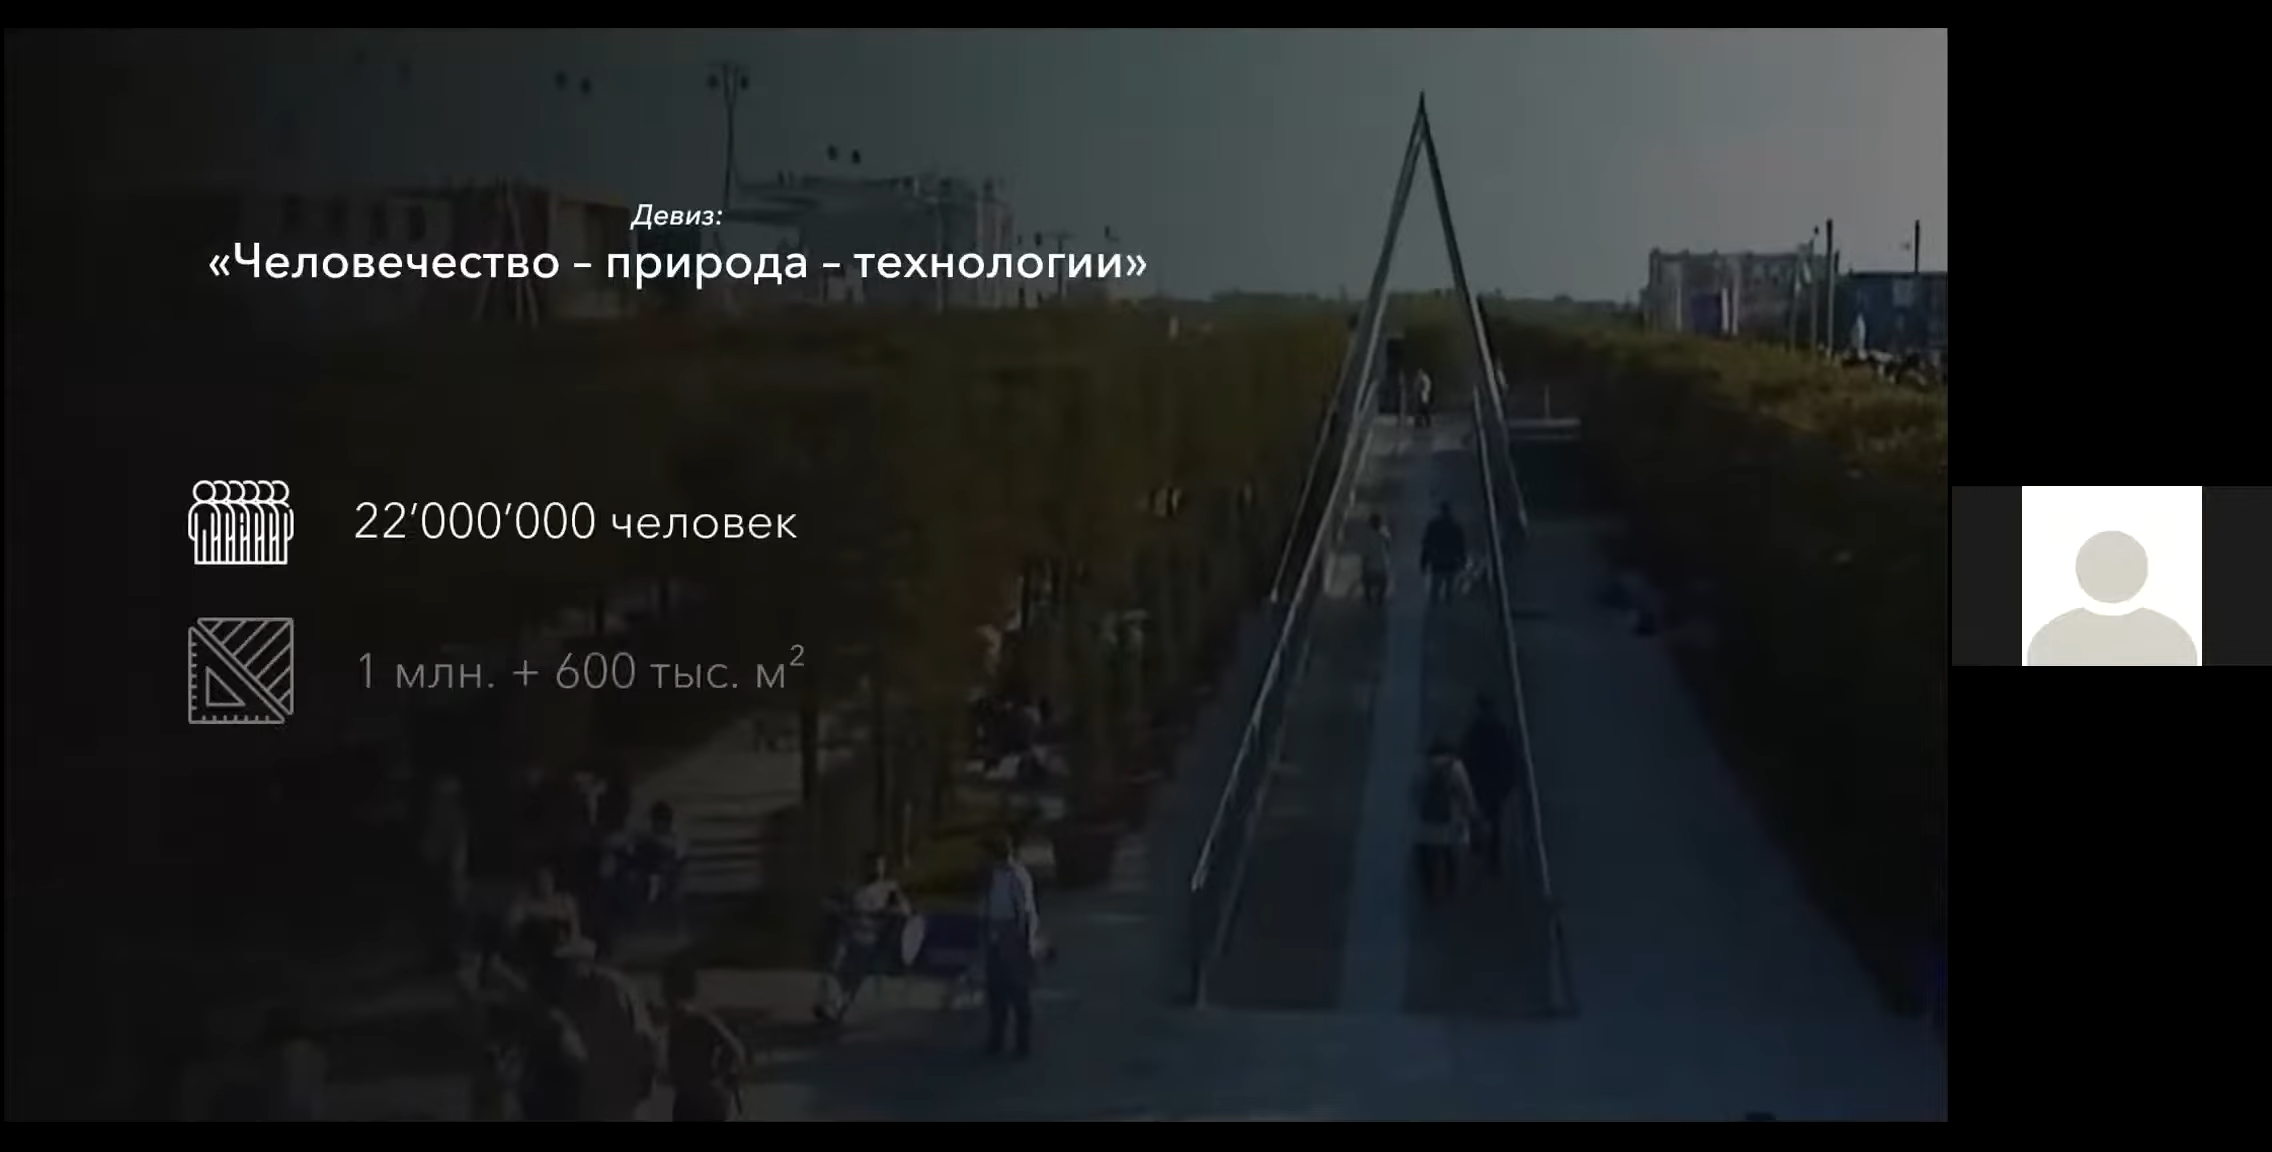 Девиз:
«Человечество – природа – технологии»
22’000’000 человек
1 млн. + 600 тыс. м²